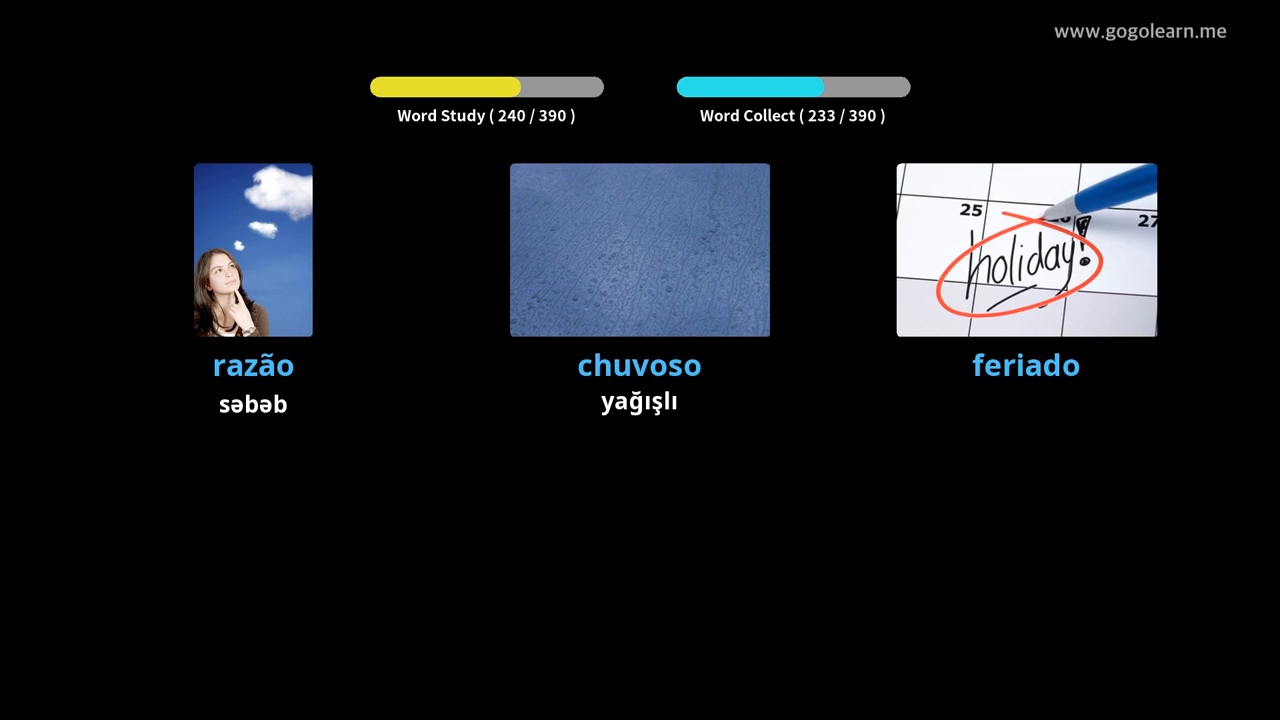 www.gogolearn.me
Word Study ( 240 / 390 )
Word Collect ( 233 / 390 )
25
27
holiday!
razão
chuvoso
feriado
səbəb
yağışlı